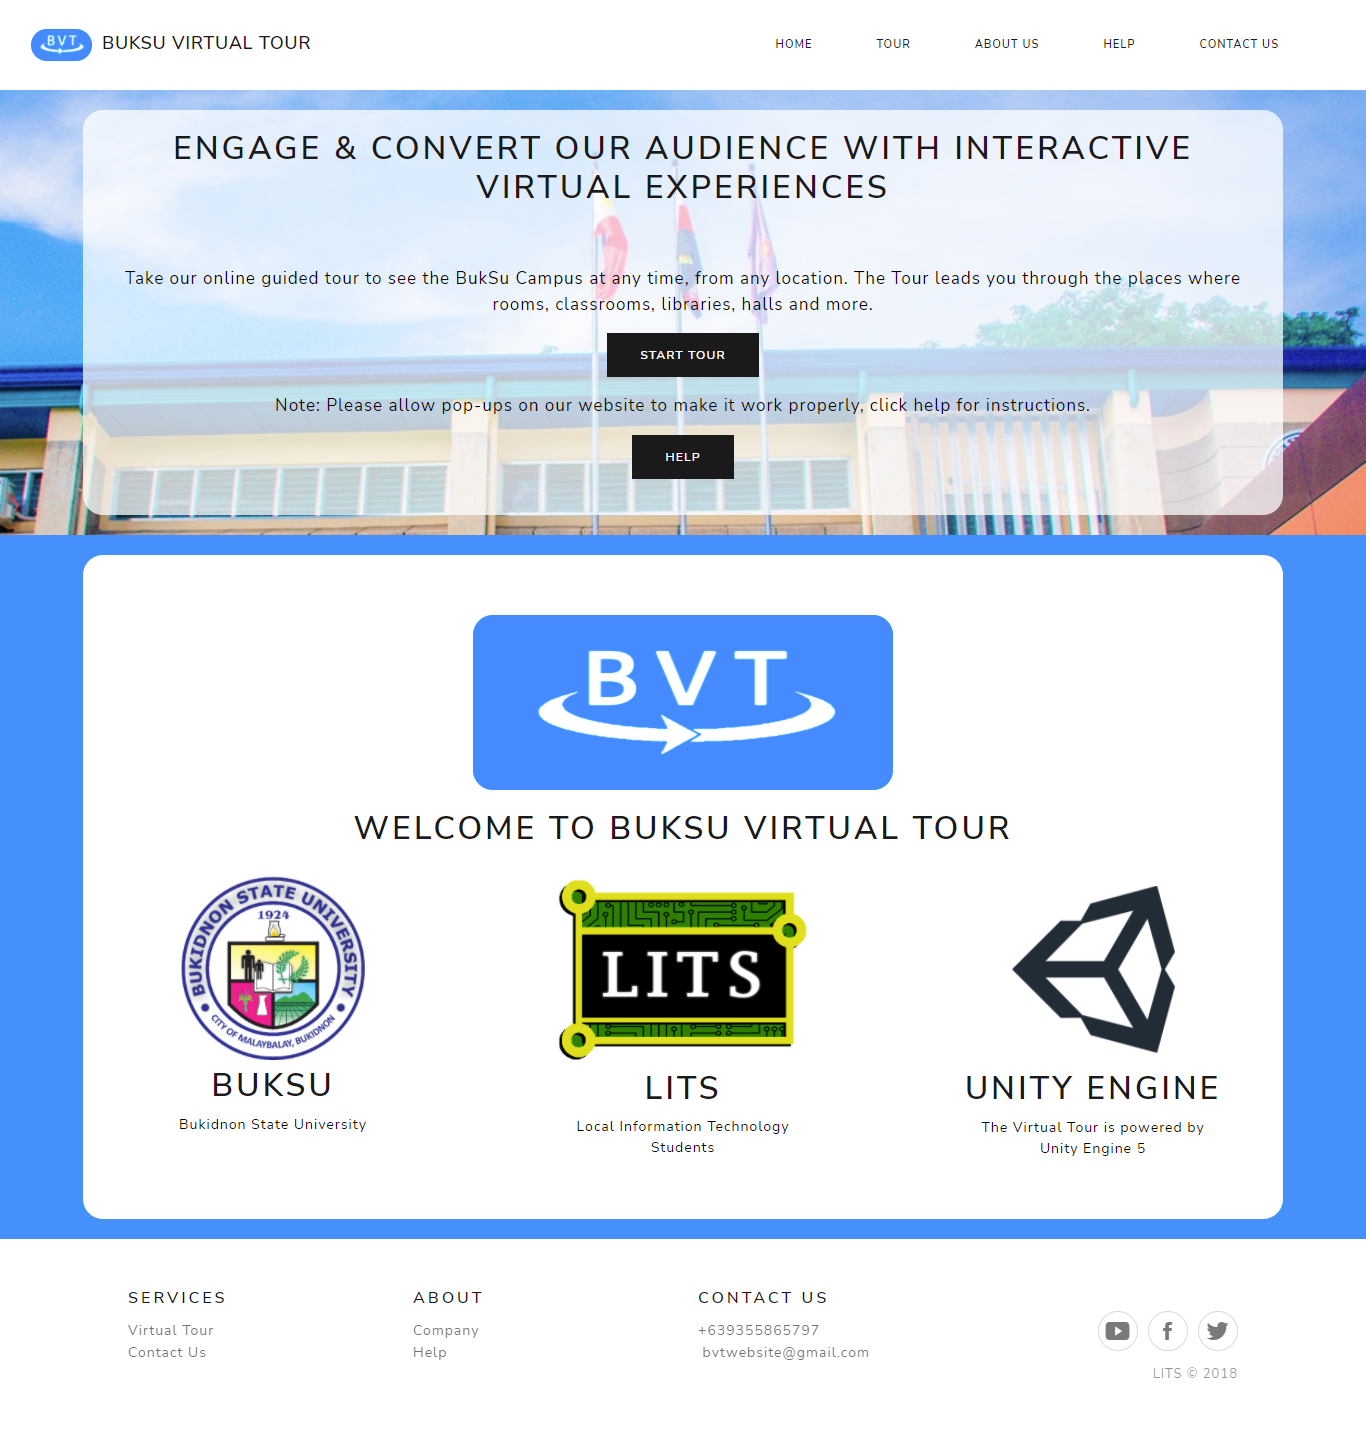 BVT
BUKSU VIRTUAL TOUR
HOME
TOUR
ABOUT US
HELP
CONTACT US
ENGAGE & CONVERT OUR AUDIENCE WITH INTERACTIVE
VIRTUAL EXPERIENCES
Take our online guided tour to see the BukSu Campus at any time, from any location. The Tour leads you through the places where
rooms, classrooms, libraries, halls and more.
START TOUR
Note: Please allow pop-ups on our website to make it work properly, click help for instructions.
HELP
BVT
WELCOME TO BUKSU VIRTUAL TOUR
BUKIDNON STATE UNIVERSITY
1924
CITY OF MALAYBALAY, BUKIDNON
BUKSU
Bukidnon State University
LITS
LITS
Local Information Technology
Students
UNITY ENGINE
The Virtual Tour is powered by
Unity Engine 5
SERVICES
Virtual Tour
Contact Us
ABOUT
Company
Help
CONTACT US
+639355865797
bvtwebsite@gmail.com
LITS © 2018